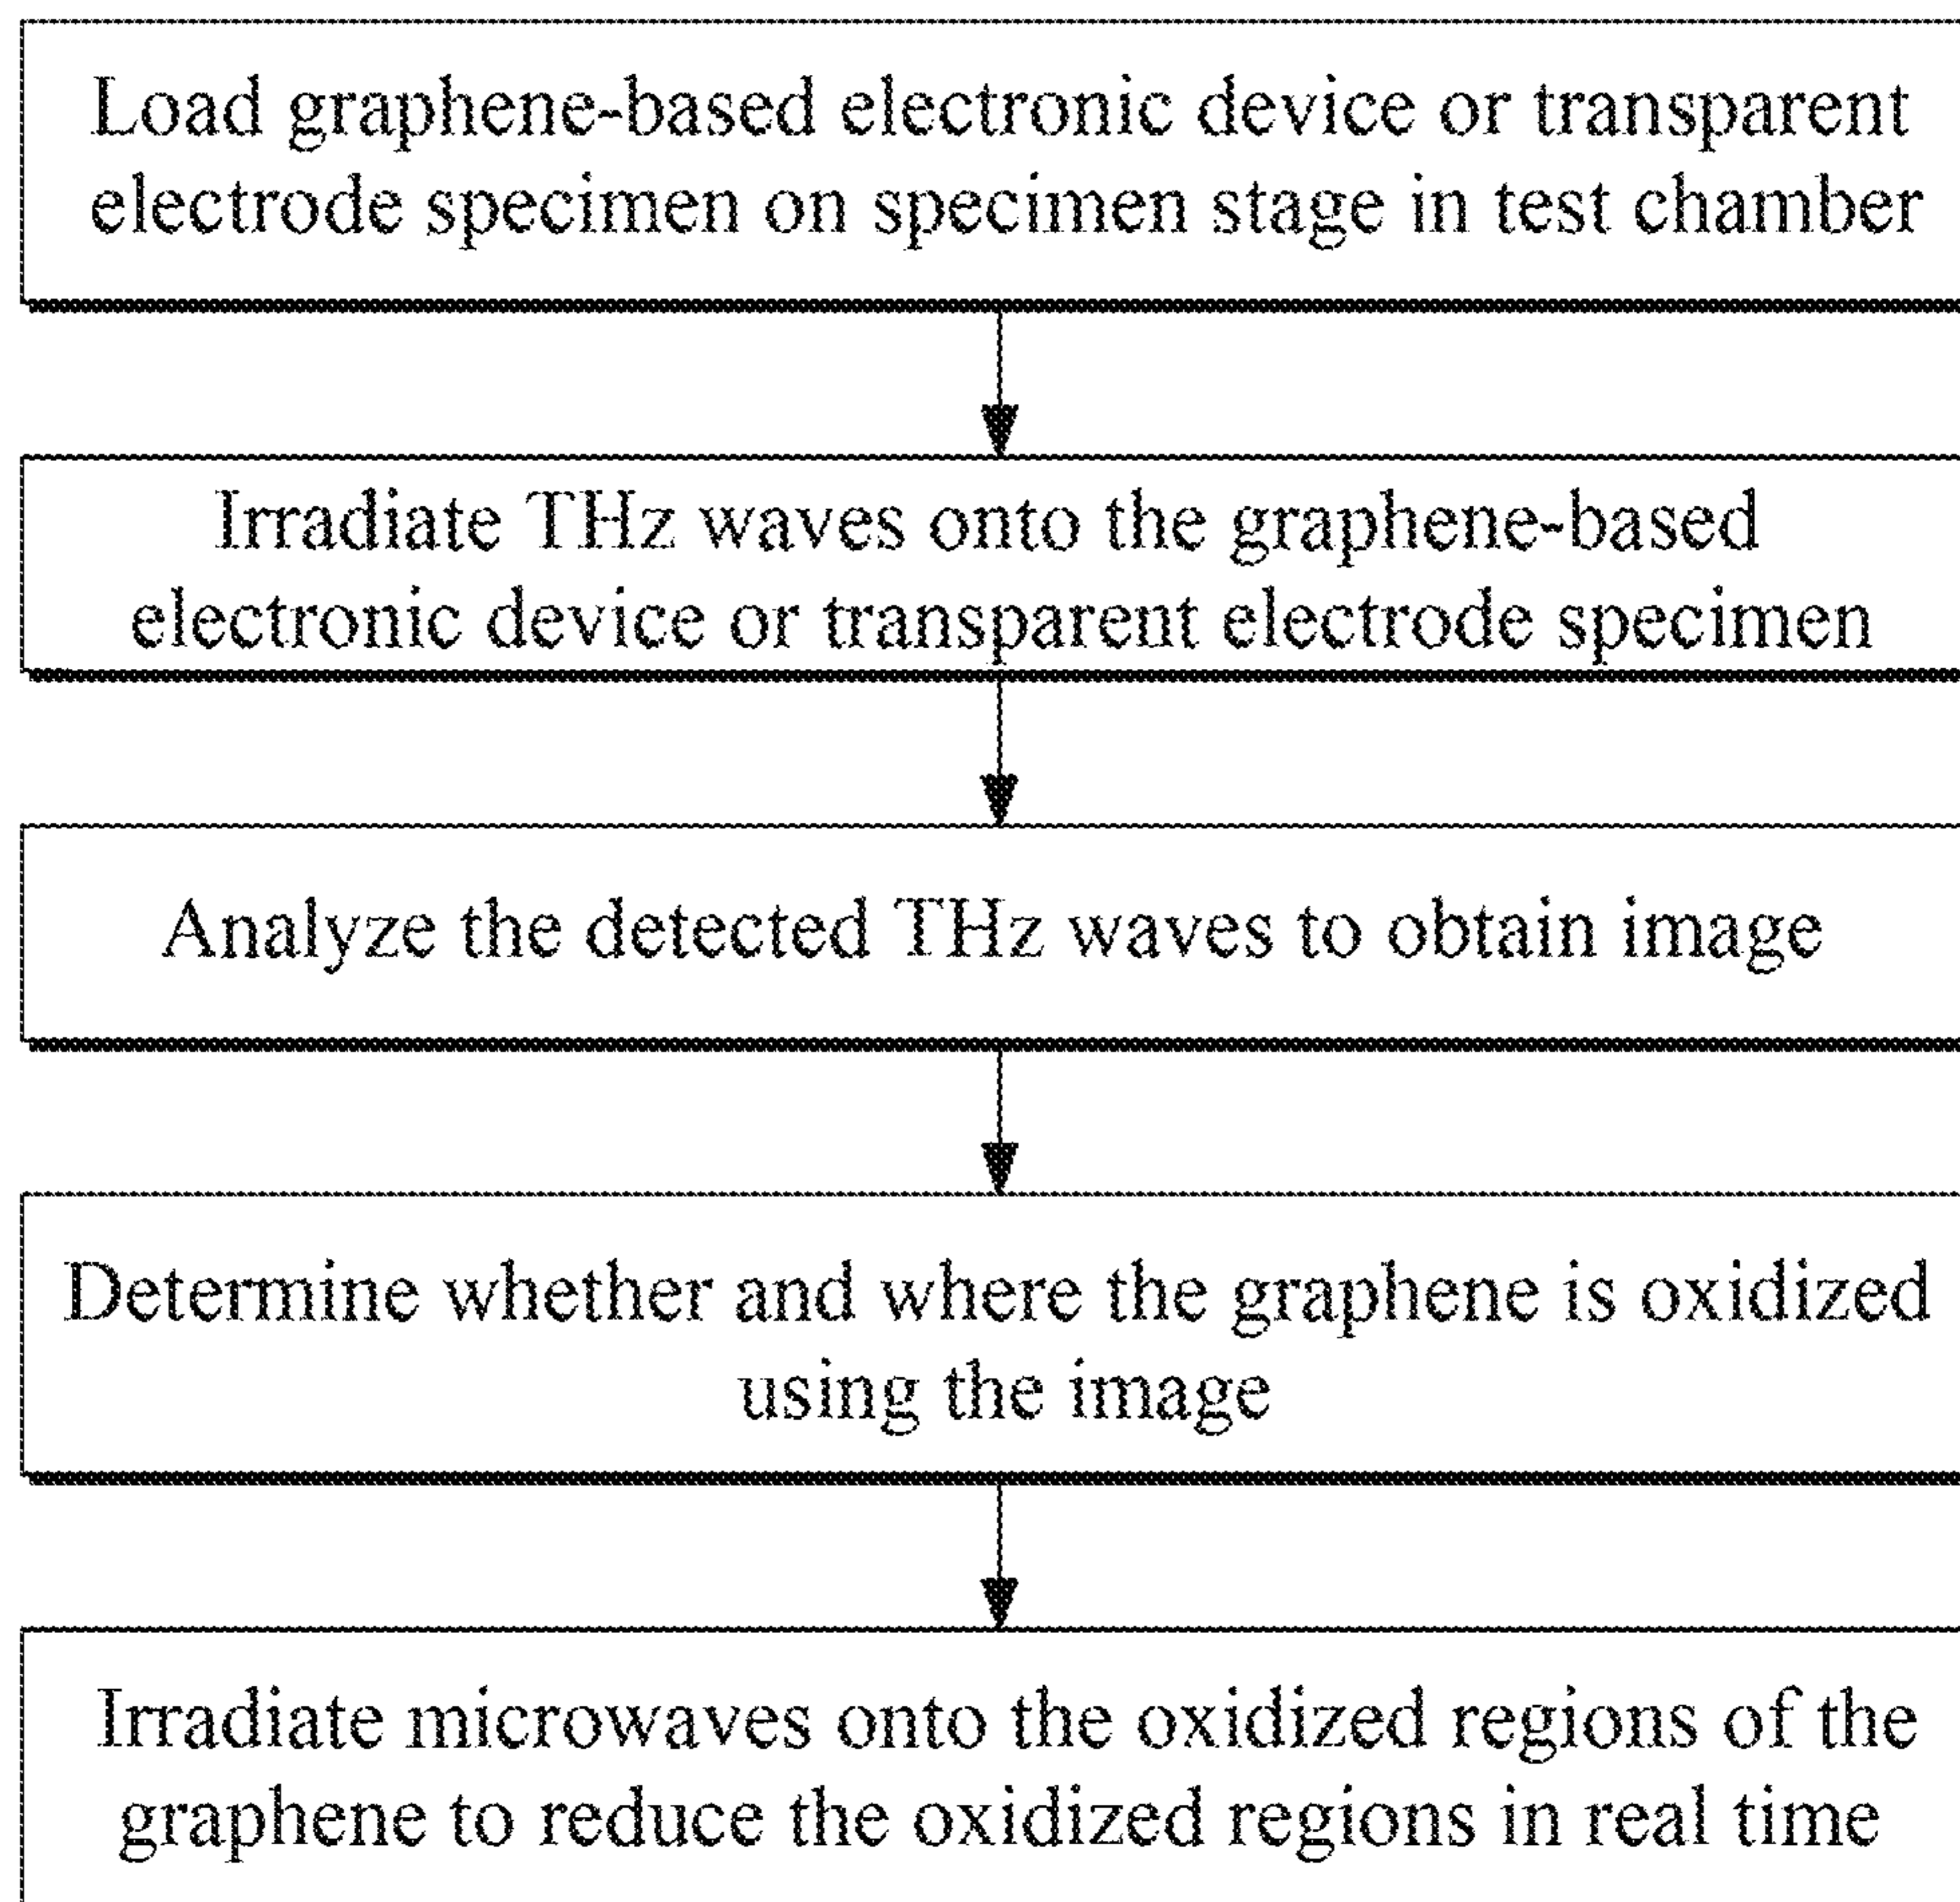 Load graphene-based electronic device or transparent
electrode specimen on specimen stage in test chamber
Irradiate THz waves onto the graphene-based
electronic device or transparent electrode specimen
Analyze the detected THz waves to obtain image
Determine whether and where the graphene is oxidized
using the image
Irradiate microwaves onto the oxidized regions of the
graphene to reduce the oxidized regions in real time